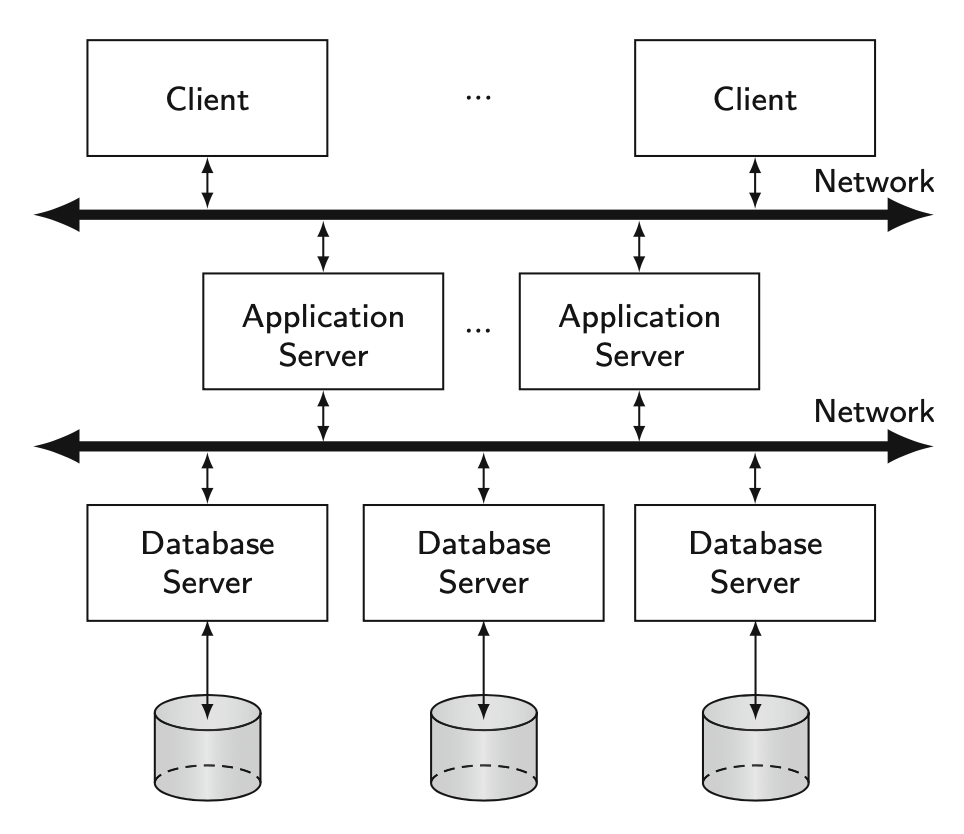 Client
...
Client
Network
Application
Server
...
Application
Server
Network
Database
Server
Database
Server
Database
Server